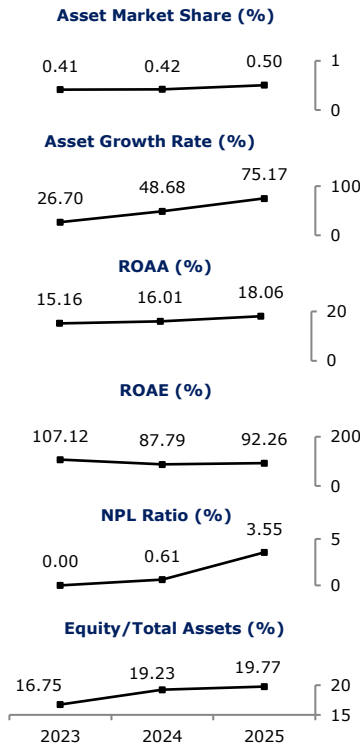 Asset Market Share (%)
0.41 0.42 0.50 1
0
Asset Growth Rate (%)
26.70 48.68 75.17 100
0
ROAA (%)
15.16 16.01 18.06 20
0
ROAE (%)
107.12 87.79 92.26 200
0
NPL Ratio (%)
0.00 0.61 3.55 5
0
Equity/Total Assets (%)
16.75 19.23 19.77 20
15
2023 2024 2025